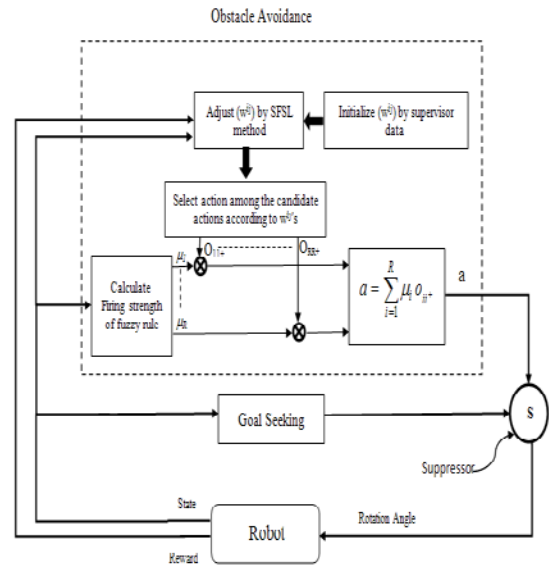 Obstacle Avoidance
Adjust (w^ij) by SFSL
method
Initialize (w^ij) by supervisor
data
Select action among the candidate
actions according to w^ij's
O11+
ORR+
μ1
μR
Calculate
Firing strength
of fuzzy rule
a = ∑ i=1 R μi oii+
a
Goal Seeking
S
Suppressor
State
Robot
Rotation Angle
Reward